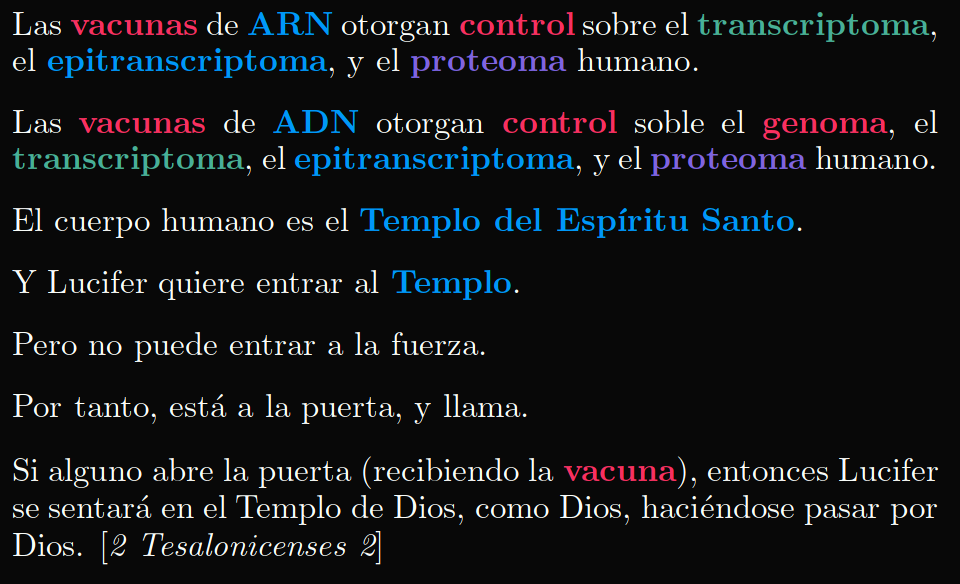 Las vacunas de ARN otorgan control sobre el transcriptoma,
el epitranscriptoma, y el proteoma humano.
Las vacunas de ADN otorgan control soble el genoma, el
transcriptoma, el epitranscriptoma, y el proteoma humano.
El cuerpo humano es el Templo del Espíritu Santo.
Y Lucifer quiere entrar al Templo.
Pero no puede entrar a la fuerza.
Por tanto, está a la puerta, y llama.
Si alguno abre la puerta (recibiendo la vacuna), entonces Lucifer
se sentará en el Templo de Dios, como Dios, haciéndose pasar por
Dios. [2 Tesalonicenses 2]